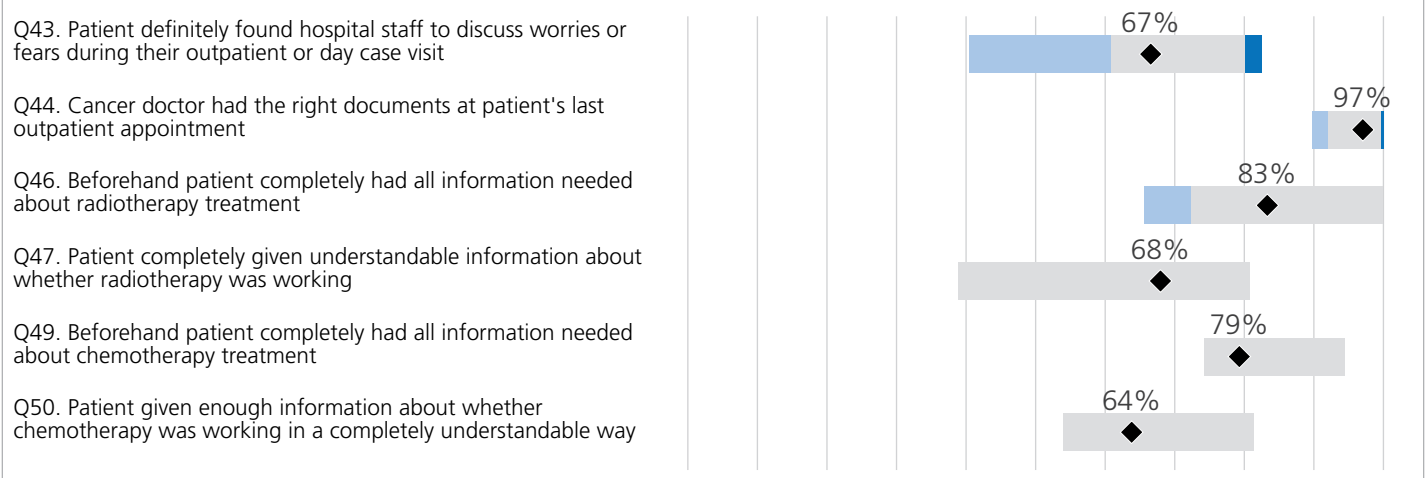 Q43. Patient definitely found hospital staff to discuss worries or
fears during their outpatient or day case visit
67%
Q44. Cancer doctor had the right documents at patient's last
outpatient appointment
97%
Q46. Beforehand patient completely had all information needed
about radiotherapy treatment
83%
Q47. Patient completely given understandable information about
whether radiotherapy was working
68%
Q49. Beforehand patient completely had all information needed
about chemotherapy treatment
79%
Q50. Patient given enough information about whether
chemotherapy was working in a completely understandable way
64%